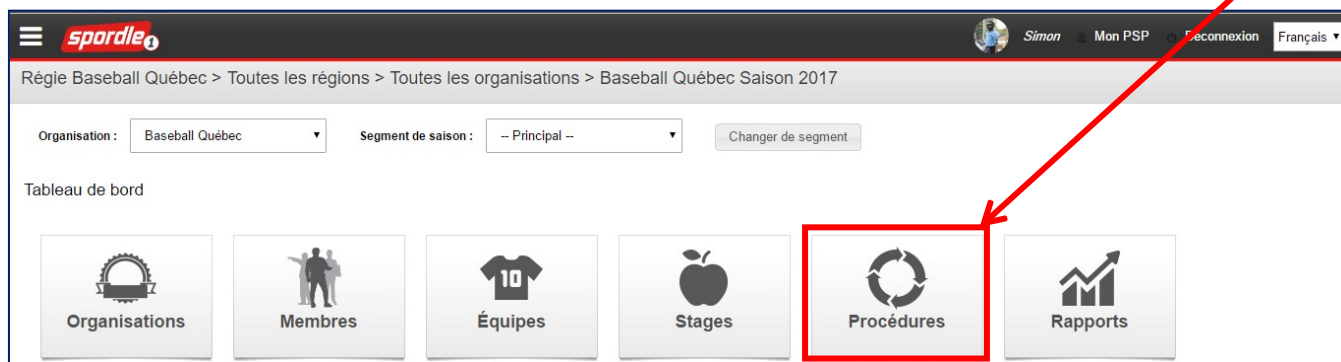 spordle1 Simon Mon PSP Déconnexion Français
Régie Baseball Québec > Toutes les régions > Toutes les organisations > Baseball Québec Saison 2017
Organisation : Baseball Québec Segment de saison : -- Principal -- Changer de segment
Tableau de bord
10
Organisations Membres Équipes Stages Procédures Rapports